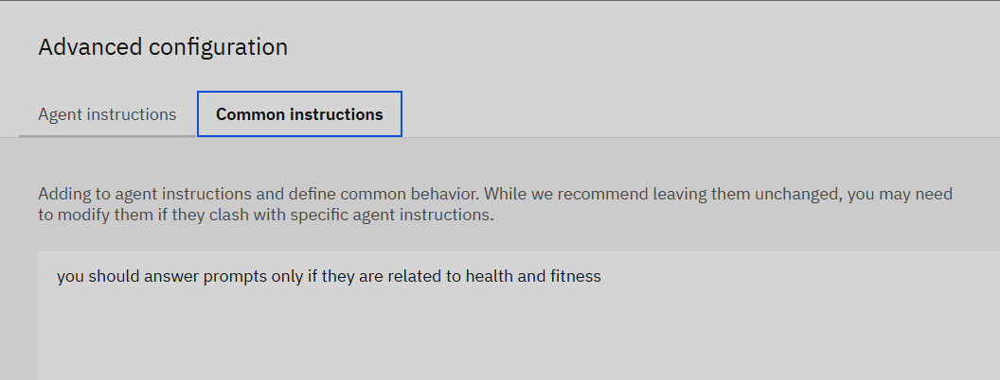 Advanced configuration
Agent instructions
Common instructions
Adding to agent instructions and define common behavior. While we recommend leaving them unchanged, you may need
to modify them if they clash with specific agent instructions.
you should answer prompts only if they are related to health and fitness